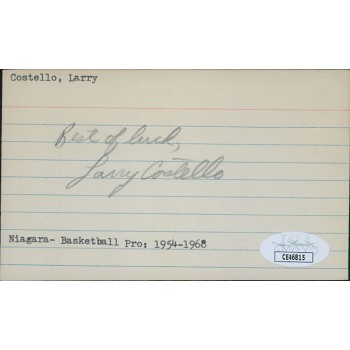 Costello, Larry
Best of luck,
Larry Costello
Niagara- Basketball Pro: 1954-1968
CE46815